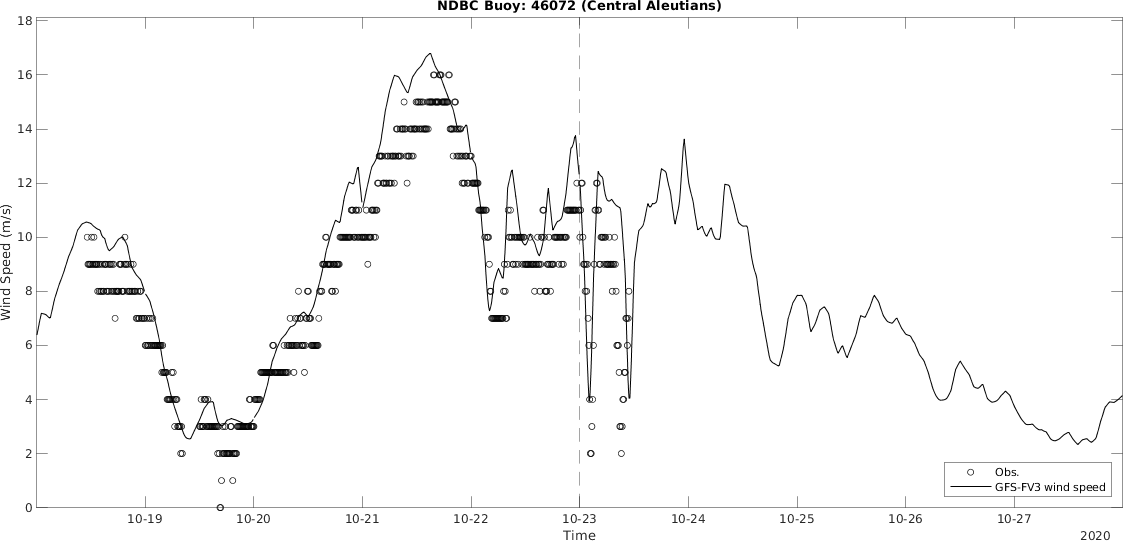 NDBC Buoy: 46072 (Central Aleutians)
18
16
14
12
10
8
6
4
2
0
Wind Speed (m/s)
10-19 10-20 10-21 10-22 10-23 10-24 10-25 10-26 10-27
Time
2020
Obs.
GFS-FV3 wind speed